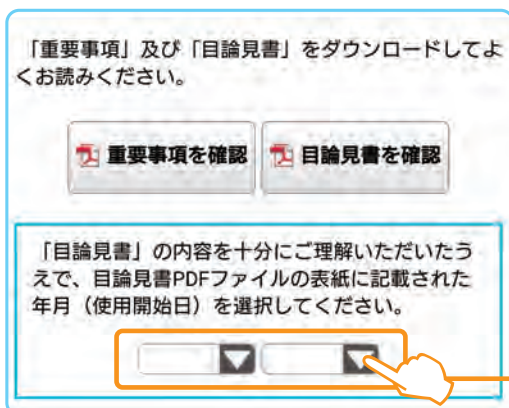 「重要事項」及び「目論見書」をダウンロードしてよ
くお読みください。
重要事項を確認 目論見書を確認
「目論見書」の内容を十分にご理解いただいたう
えで、目論見書PDFファイルの表紙に記載された
年月（使用開始日）を選択してください。